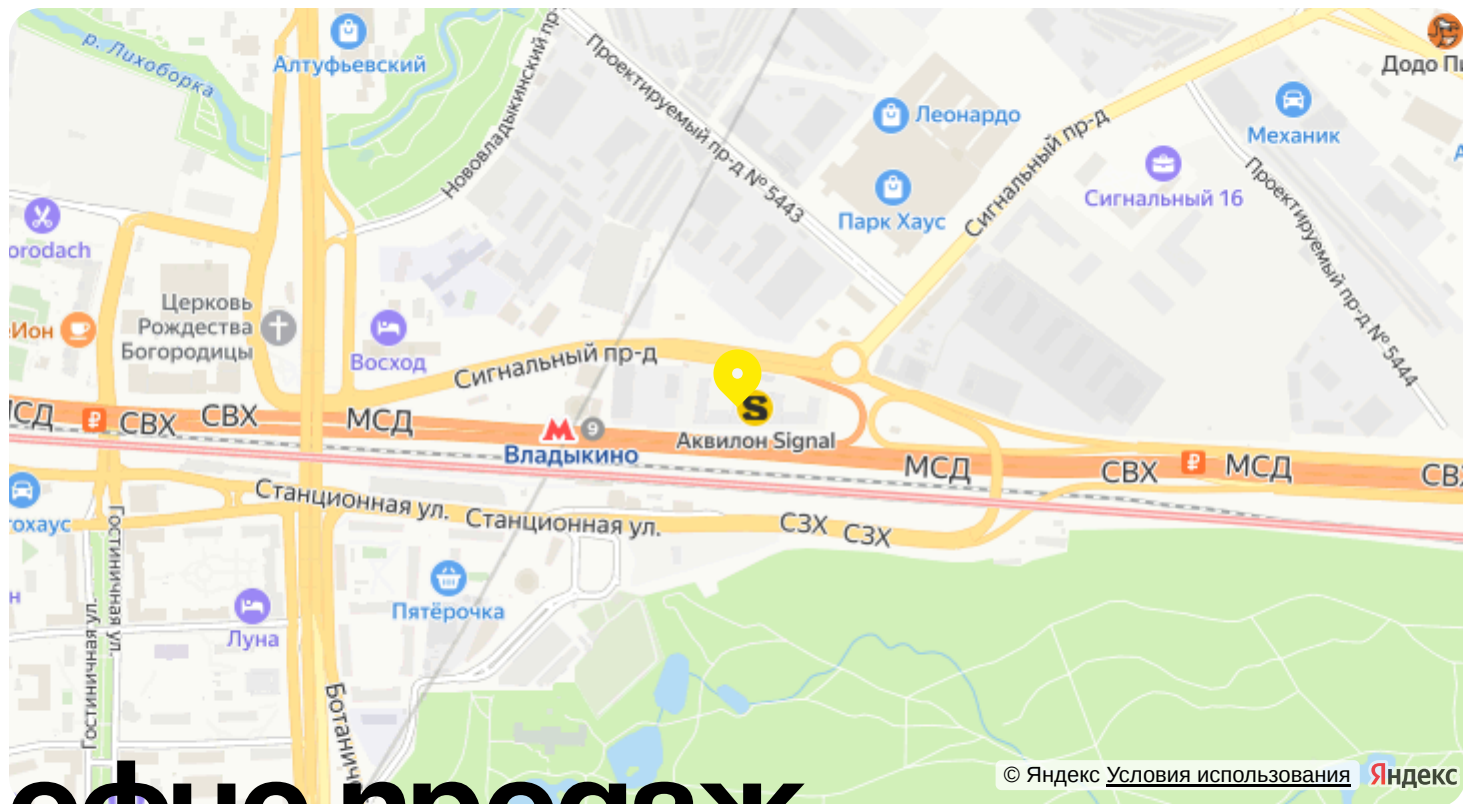 р. Лихоборка
Алтуфьевский
Нововладыкинский пр-
Проектируемый пр-д № 5443
Леонардо
Парк Хаус
Сигнальный пр-д
Додо Пи
Механик
Сигнальный 16
Проектируемый пр-д № 5444
orodach
Ион
Церковь
Рождества
Богородицы
Восход
Сигнальный пр-д
S
Аквилон Signal
МСД
₽
СВХ
СВХ
МСД
М
9
Владыкино
МСД
СВХ
₽
МСД
СВХ
Станционная ул.
Станционная ул.
СЗХ
СЗХ
тохаус
Гостиничная ул.
Гостиничная ул.
Пятёрочка
Луна
н
Ботаниче
офис продаж
© Яндекс Условия использования
Яндекс